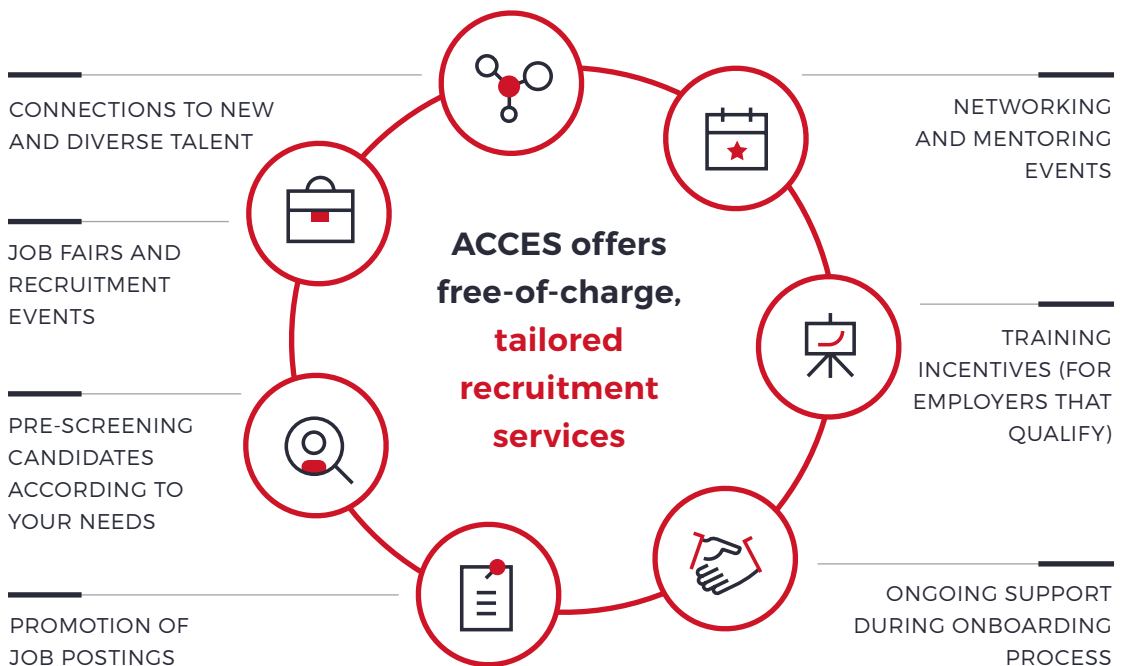 CONNECTIONS TO NEW
AND DIVERSE TALENT
JOB FAIRS AND
RECRUITMENT
EVENTS
PRE-SCREENING
CANDIDATES
ACCORDING TO
YOUR NEEDS
PROMOTION OF
JOB POSTINGS
ACCES offers
free-of-charge,
tailored
recruitment
services
NETWORKING
AND MENTORING
EVENTS
TRAINING
INCENTIVES (FOR
EMPLOYERS THAT
QUALIFY)
ONGOING SUPPORT
DURING ONBOARDING
PROCESS